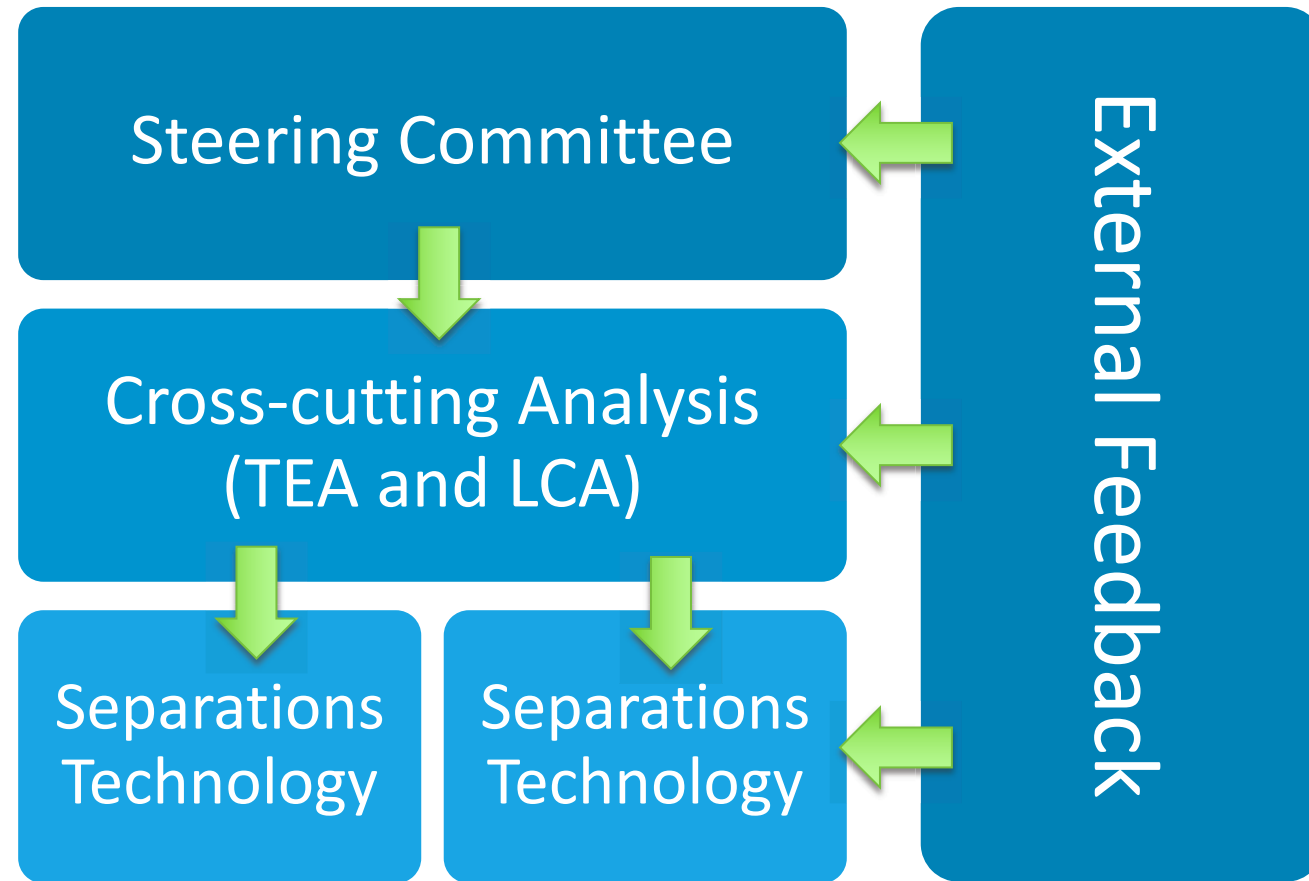 Steering Committee
Cross-cutting Analysis
(TEA and LCA)
Separations
Technology
Separations
Technology
External Feedback